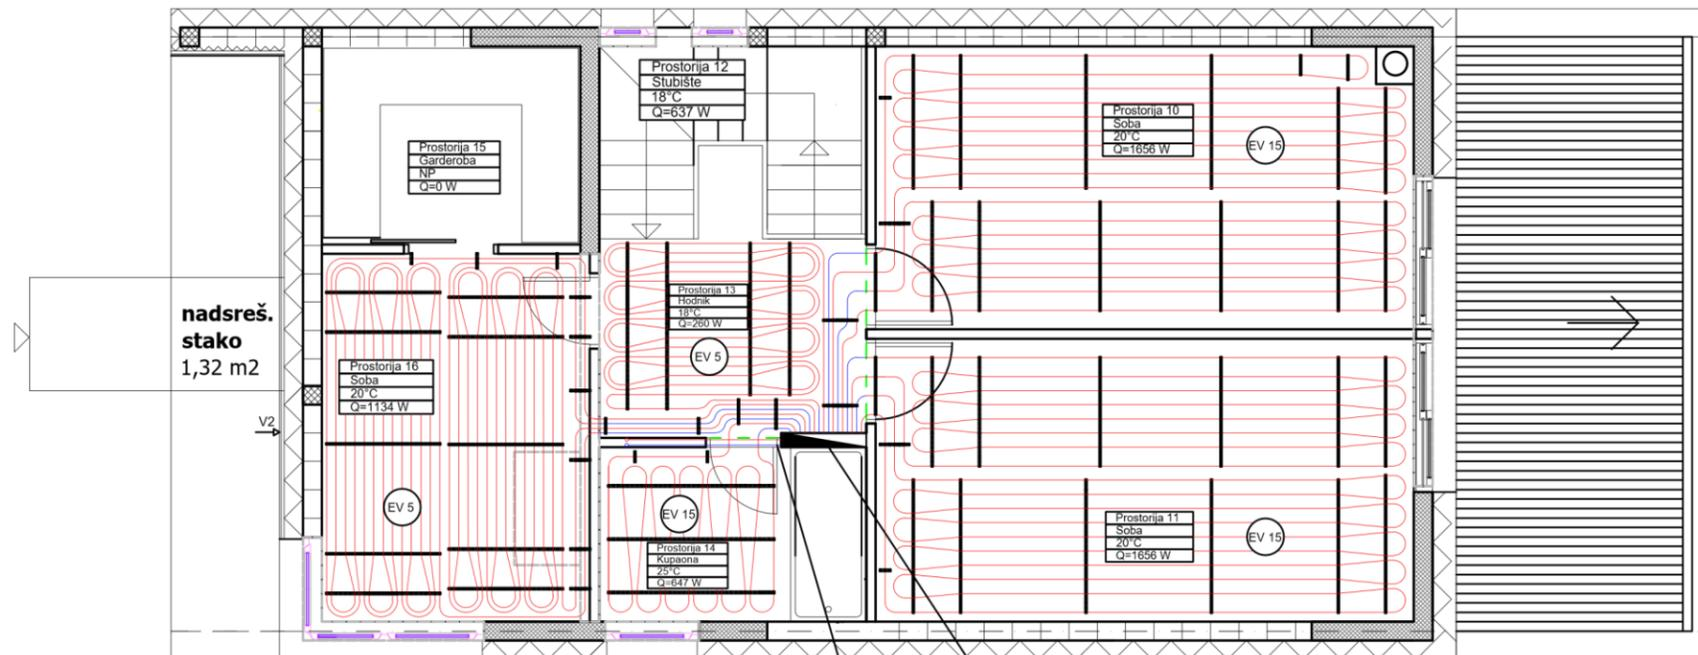 Prostorija 12
Stubište
18°C
Q=637 W
Prostorija 10
Soba
20°C
Q=1656 W
EV 15
Prostorija 15
Garderoba
NP
Q=0 W
Prostorija 13
Hodnik
18°C
Q=260 W
EV 5
nadsreš.
stako
1,32 m2
Prostorija 16
Soba
20°C
Q=1134 W
V2
EV 5
EV 15
Prostorija 14
Kupaona
25°C
Q=647 W
Prostorija 11
Soba
20°C
Q=1656 W
EV 15